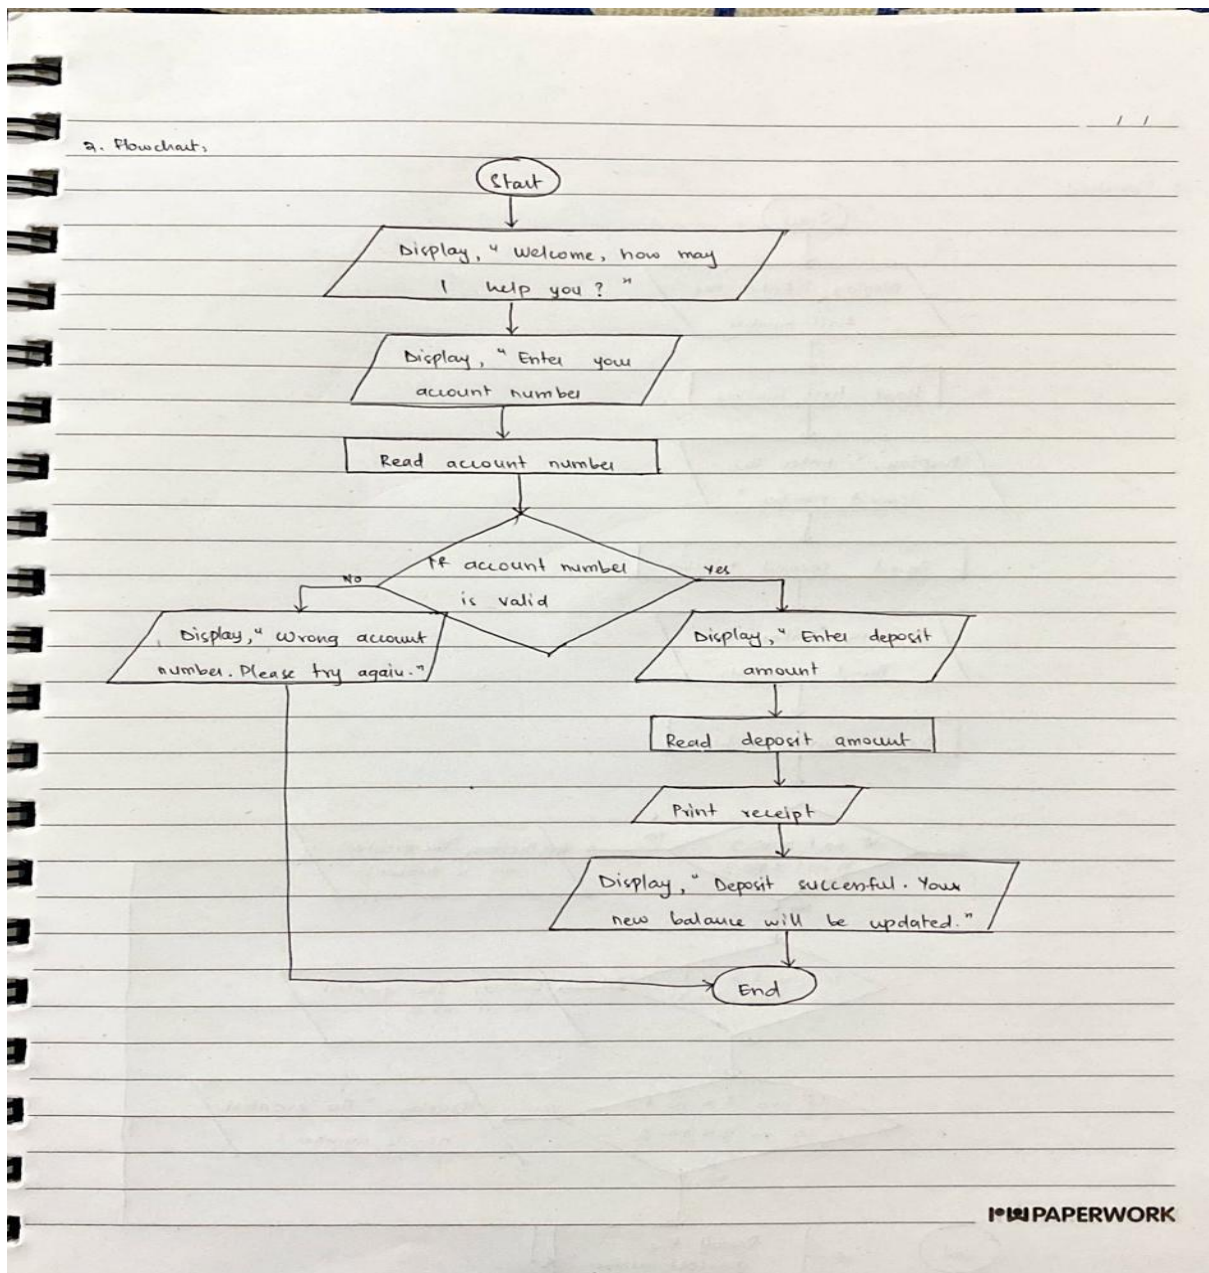 2. Flowchart:
Start
Display, " Welcome, how may
I help you ? "
Display, " Enter your
account number
Read account number
If account number
is valid
No
Yes
Display, " Wrong account
number. Please try again."
Display, " Enter deposit
amount
Read deposit amount
Print receipt
Display, " Deposit successful. Your
new balance will be updated."
End
PAPERWORK